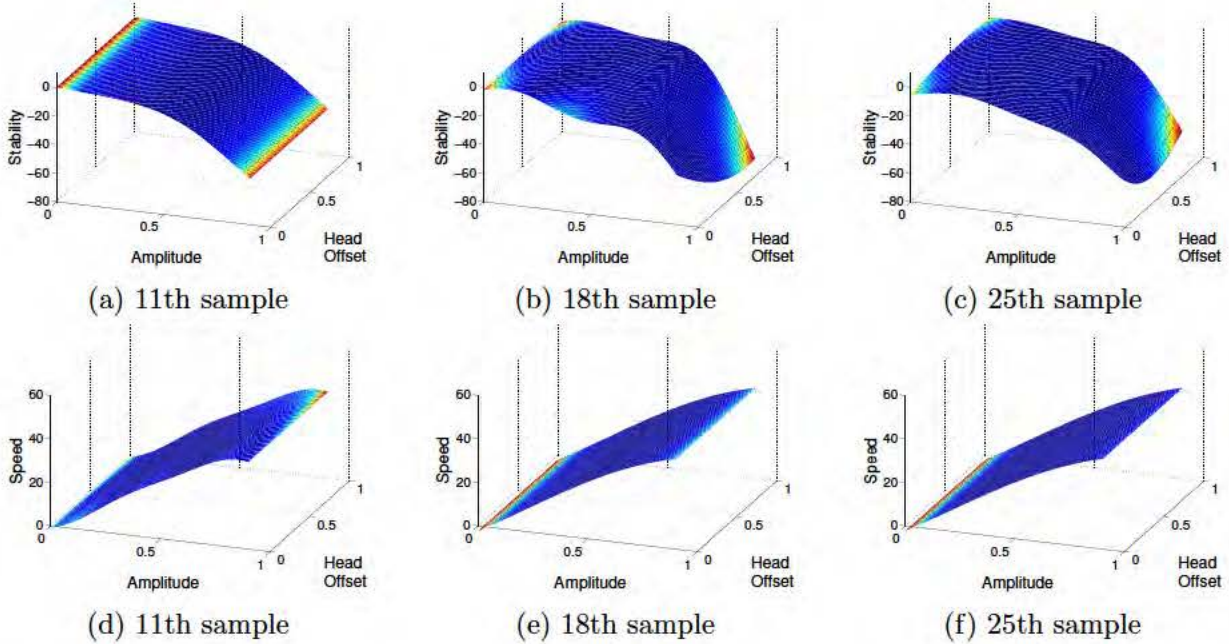 0
−20
−40
−60
−80
Stability
0
0.5
1
Amplitude
0
0.5
1
Head
Offset
(a) 11th sample
0
−20
−40
−60
−80
Stability
0
0.5
1
Amplitude
0
0.5
1
Head
Offset
(b) 18th sample
0
−20
−40
−60
−80
Stability
0
0.5
1
Amplitude
0
0.5
1
Head
Offset
(c) 25th sample
60
40
20
0
Speed
0
0.5
1
Amplitude
0
0.5
1
Head
Offset
(d) 11th sample
60
40
20
0
Speed
0
0.5
1
Amplitude
0
0.5
1
Head
Offset
(e) 18th sample
60
40
20
0
Speed
0
0.5
1
Amplitude
0
0.5
1
Head
Offset
(f) 25th sample